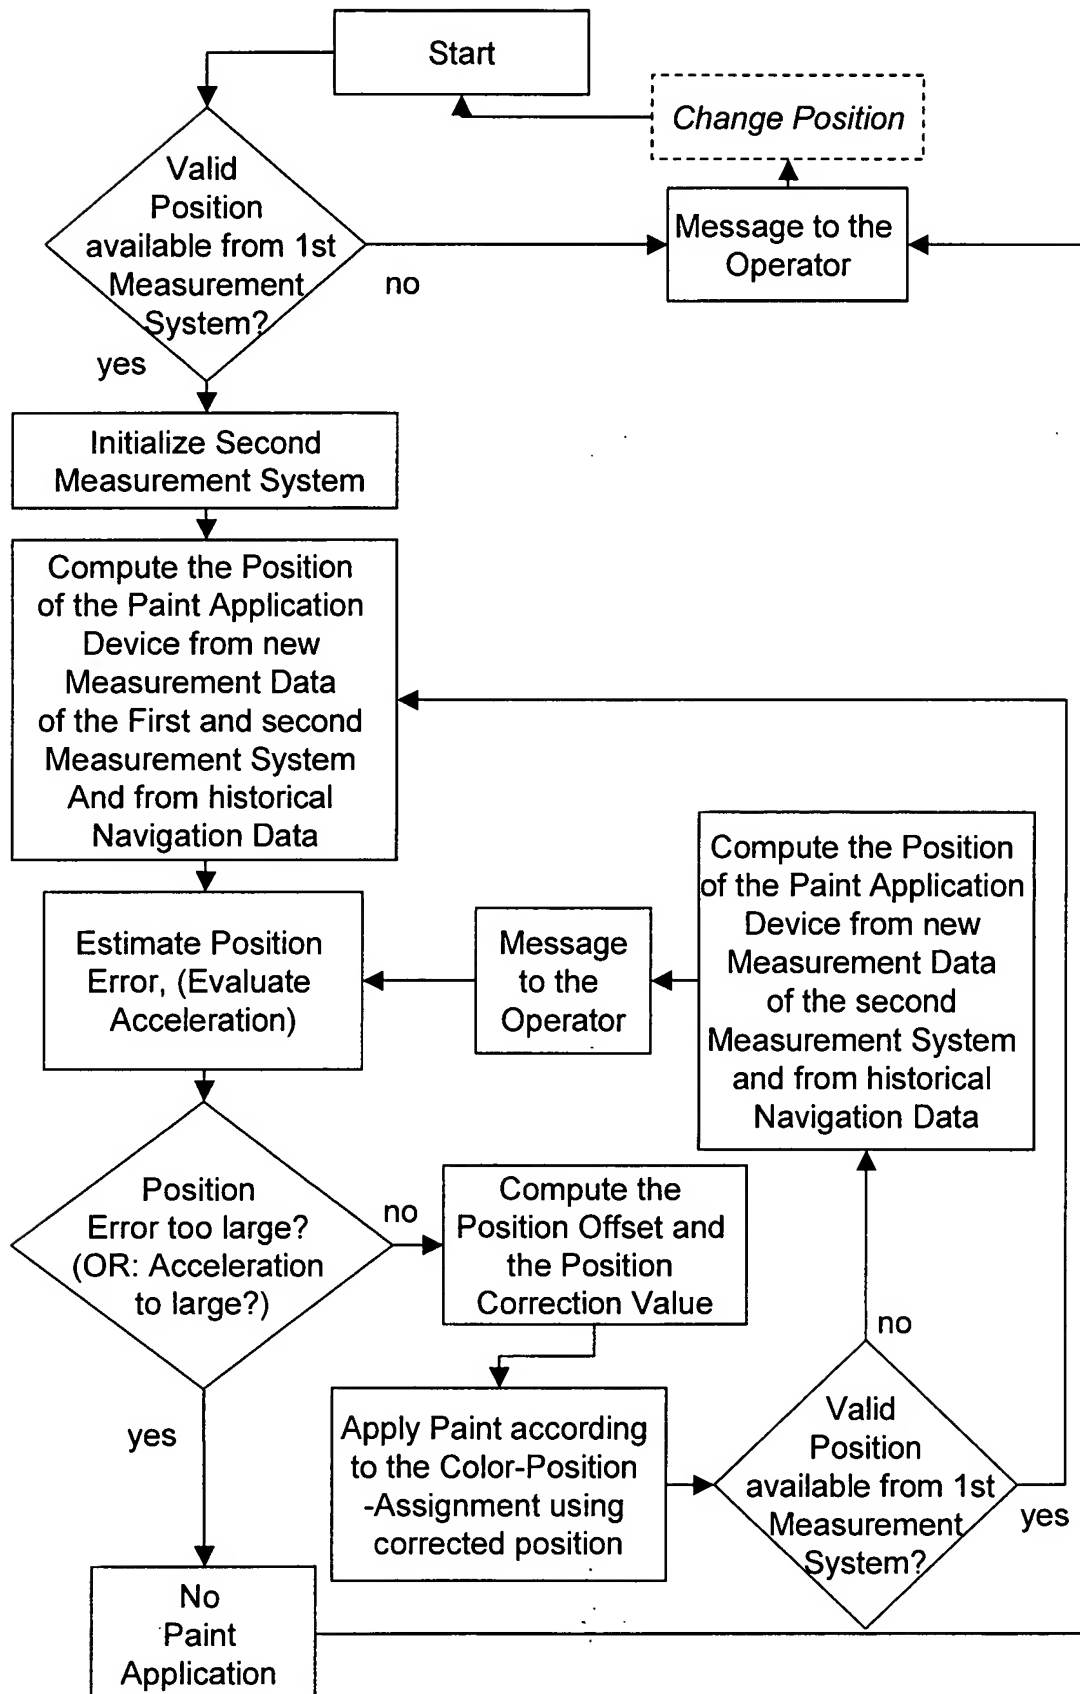 Start
Change Position
Valid
Position
available from 1st
Measurement
System?
no
yes
Message to the
Operator
Initialize Second
Measurement System
Compute the Position
of the Paint Application
Device from new
Measurement Data
of the First and second
Measurement System
And from historical
Navigation Data
Estimate Position
Error, (Evaluate
Acceleration)
Message
to the
Operator
Compute the Position
of the Paint Application
Device from new
Measurement Data
of the second
Measurement System
and from historical
Navigation Data
Position
Error too large?
(OR: Acceleration
to large?)
no
yes
Compute the
Position Offset and
the Position
Correction Value
Apply Paint according
to the Color-Position
-Assignment using
corrected position
Valid
Position
available from 1st
Measurement
System?
no
yes
No
Paint
Application